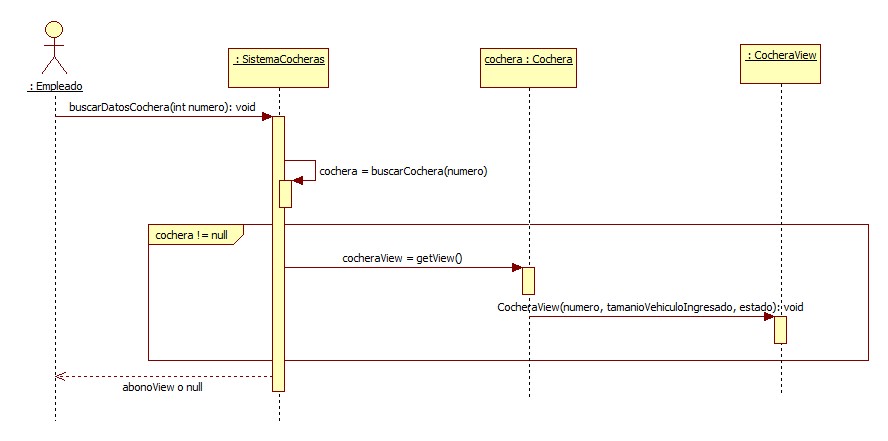 : Empleado
: SistemaCocheras
cochera : Cochera
: CocheraView
buscarDatosCochera(int numero): void
cochera = buscarCochera(numero)
cochera != null
cocheraView = getView()
CocheraView(numero, tamanioVehiculoIngresado, estado): void
abonoView o null